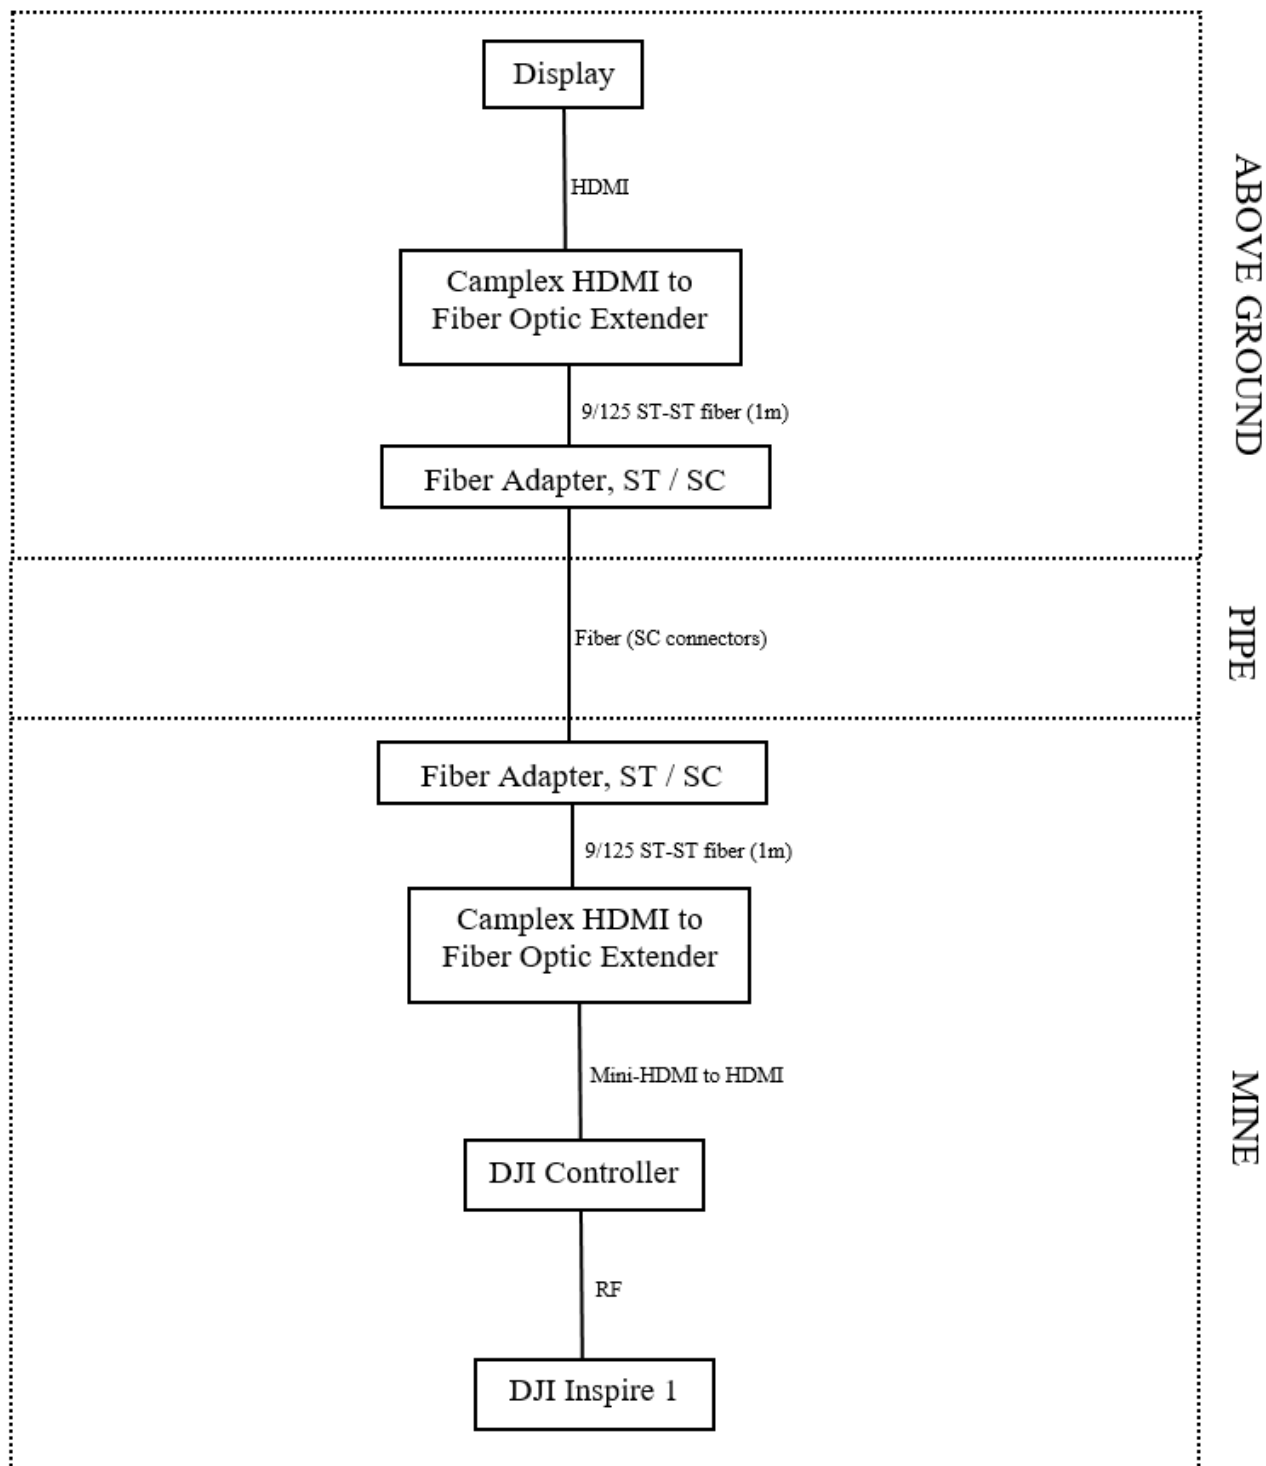 Display
HDMI
Camplex HDMI to
Fiber Optic Extender
9/125 ST-ST fiber (1m)
Fiber Adapter, ST / SC
ABOVE GROUND
Fiber (SC connectors)
PIPE
Fiber Adapter, ST / SC
9/125 ST-ST fiber (1m)
Camplex HDMI to
Fiber Optic Extender
Mini-HDMI to HDMI
DJI Controller
RF
DJI Inspire 1
MINE